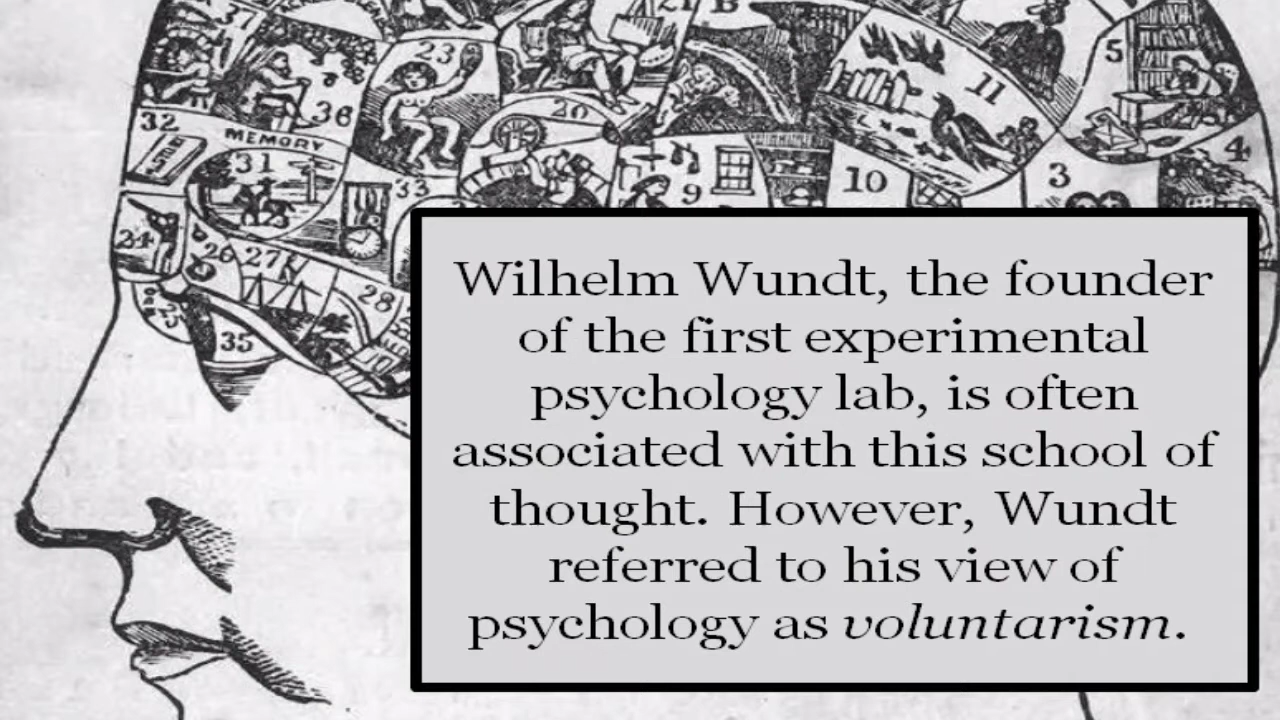 37
21
B
23
5
11
36
20
32
MEMORY
4
31
10
3
33
9
24
26
27
28
35
Wilhelm Wundt, the founder
of the first experimental
psychology lab, is often
associated with this school of
thought. However, Wundt
referred to his view of
psychology as voluntarism.